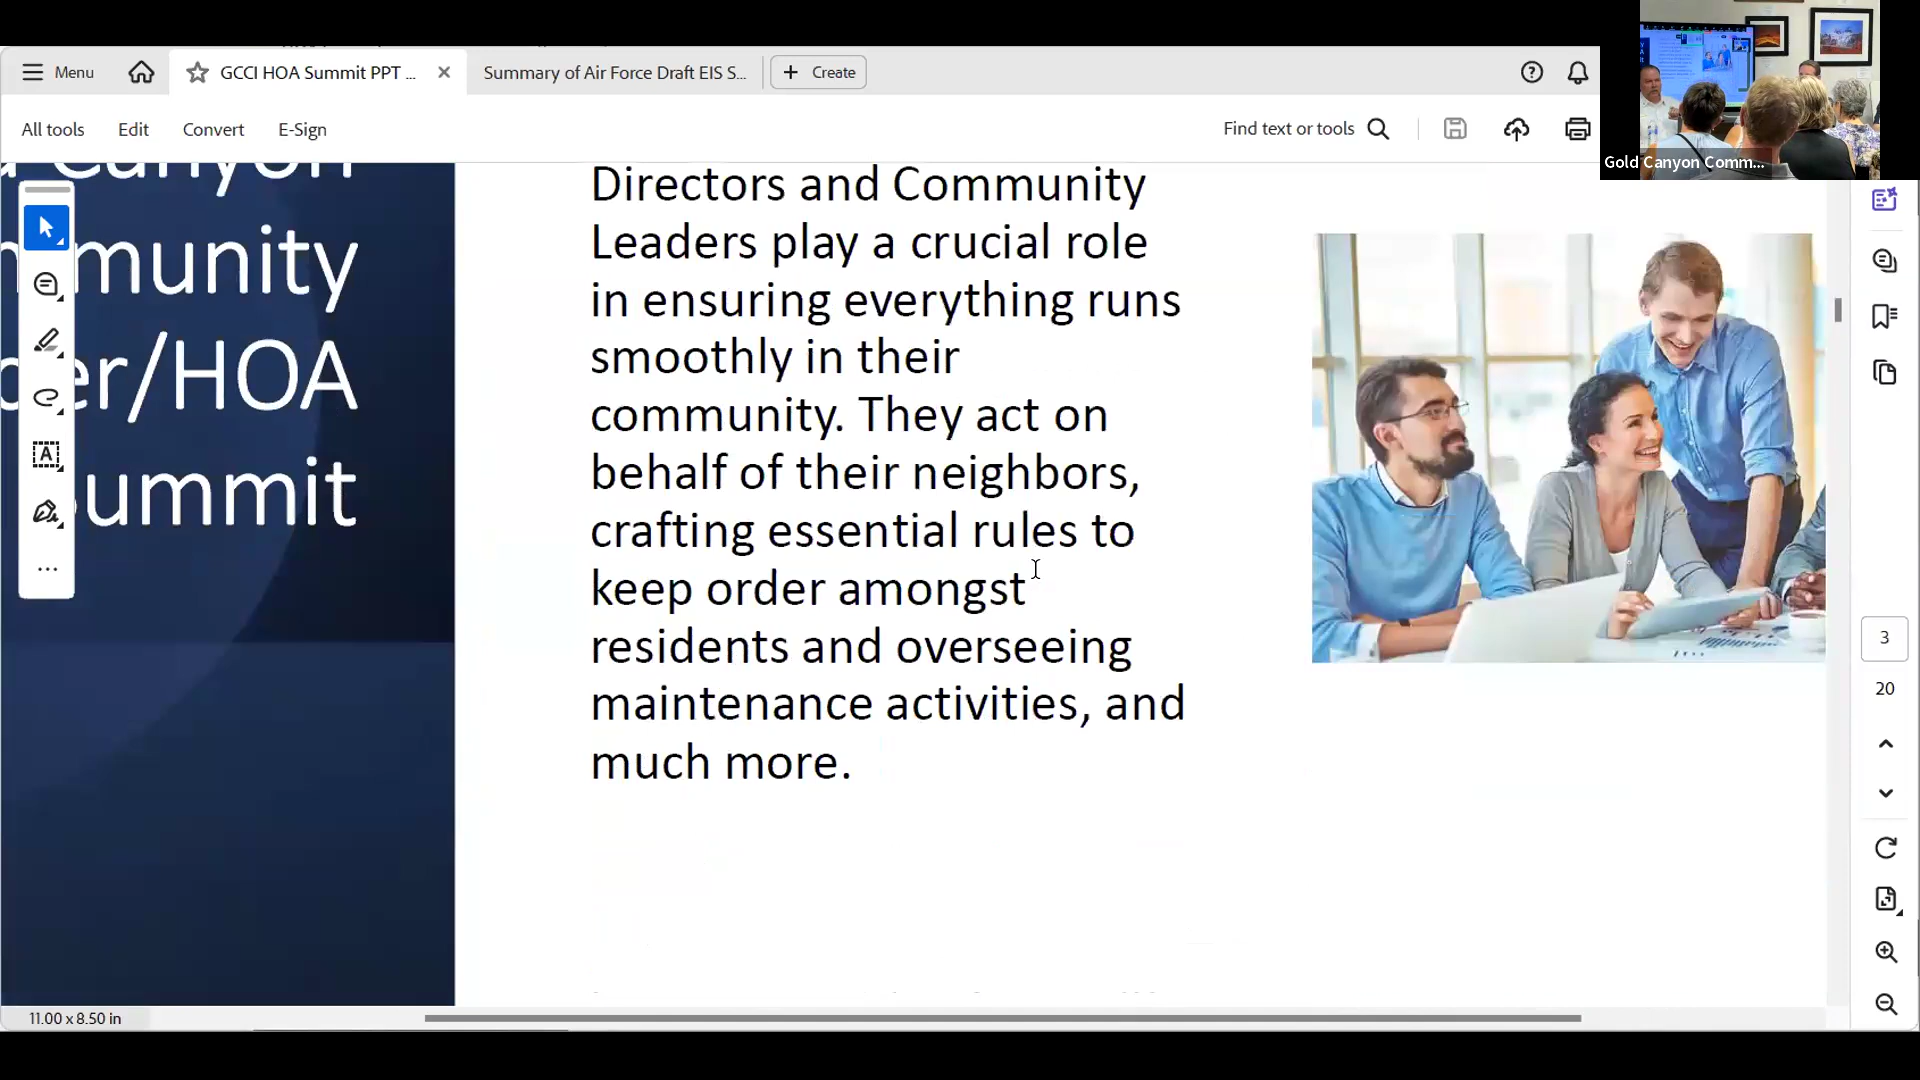 Menu
GCCI HOA Summit PPT ...
Summary of Air Force Draft EIS S...
Create
All tools
Edit
Convert
E-Sign
Find text or tools
Gold Canyon Comm...
Canyon
mmunity
er/HOA
Summit
Directors and Community
Leaders play a crucial role
in ensuring everything runs
smoothly in their
community. They act on
behalf of their neighbors,
crafting essential rules to
keep order amongst
residents and overseeing
maintenance activities, and
much more.
3
20
11.00 x 8.50 in